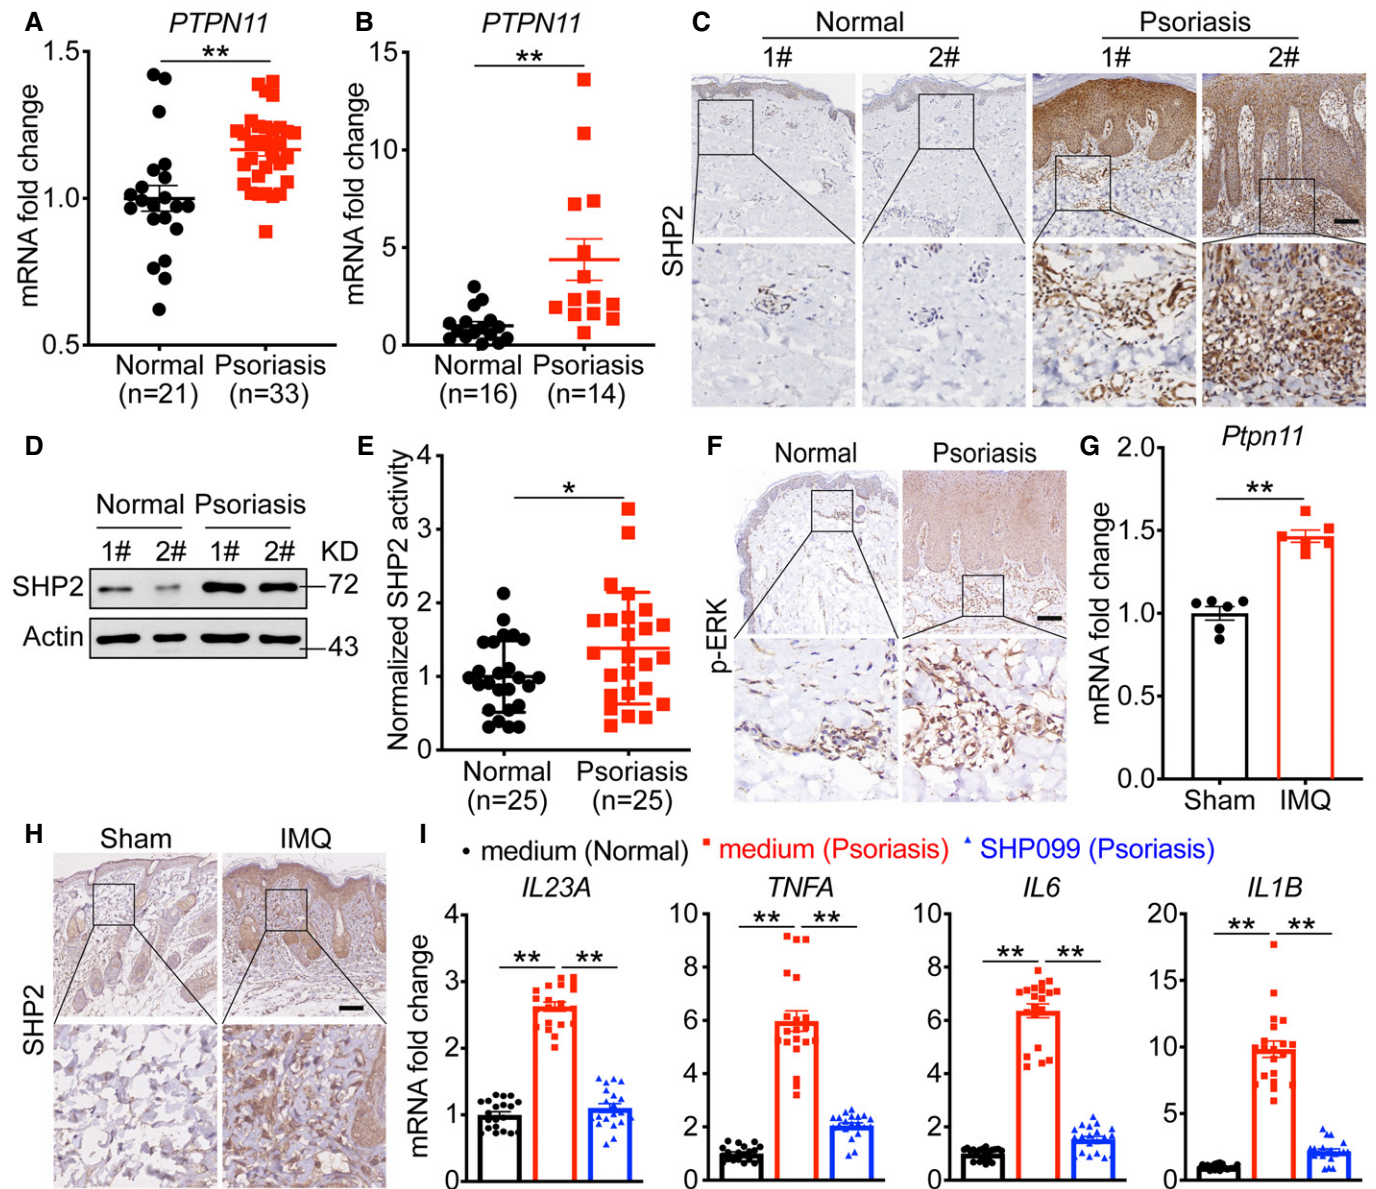 A
PTPN11
**
mRNA fold change
1.5
1.0
0.5
Normal
(n=21)
Psoriasis
(n=33)
B
PTPN11
**
mRNA fold change
15
10
5
0
Normal
(n=16)
Psoriasis
(n=14)
C
Normal
Psoriasis
1#
2#
1#
2#
SHP2
D
Normal Psoriasis
1# 2# 1# 2# KD
SHP2
72
Actin
43
E
*
Normalized SHP2 activity
4
3
2
1
0
Normal
(n=25)
Psoriasis
(n=25)
F
Normal
Psoriasis
p-ERK
G
Ptpn11
**
mRNA fold change
2.0
1.5
1.0
0.5
0.0
Sham
IMQ
H
Sham
IMQ
SHP2
I
medium (Normal)
medium (Psoriasis)
SHP099 (Psoriasis)
IL23A
** **
mRNA fold change
4
3
2
1
0
TNFA
** **
10
8
6
4
2
0
IL6
** **
10
8
6
4
2
0
IL1B
** **
20
15
10
5
0